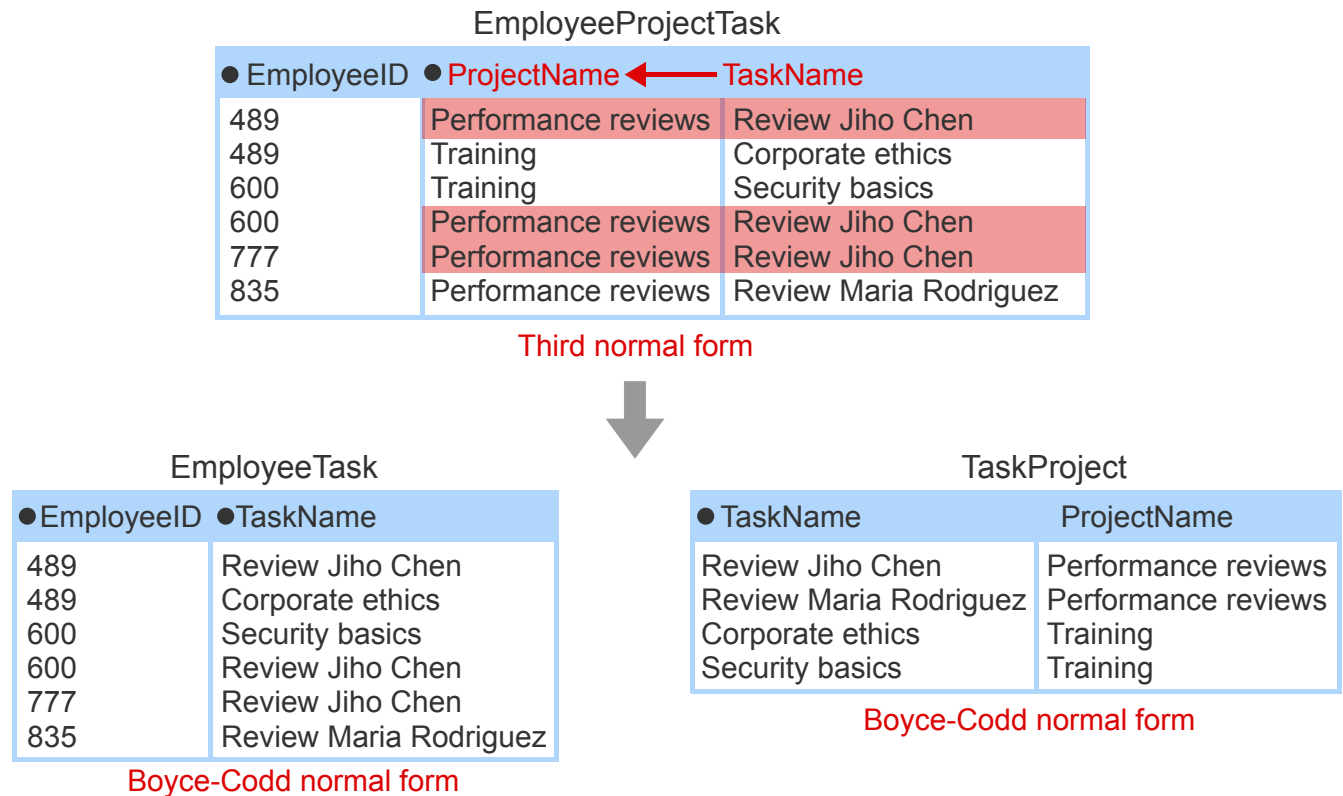 EmployeeProjectTask
● EmployeeID ● ProjectName TaskName
489 Performance reviews Review Jiho Chen
489 Training Corporate ethics
600 Training Security basics
600 Performance reviews Review Jiho Chen
777 Performance reviews Review Jiho Chen
835 Performance reviews Review Maria Rodriguez
Third normal form
EmployeeTask
● EmployeeID ● TaskName
489 Review Jiho Chen
489 Corporate ethics
600 Security basics
600 Review Jiho Chen
777 Review Jiho Chen
835 Review Maria Rodriguez
Boyce-Codd normal form
TaskProject
● TaskName ProjectName
Review Jiho Chen Performance reviews
Review Maria Rodriguez Performance reviews
Corporate ethics Training
Security basics Training
Boyce-Codd normal form